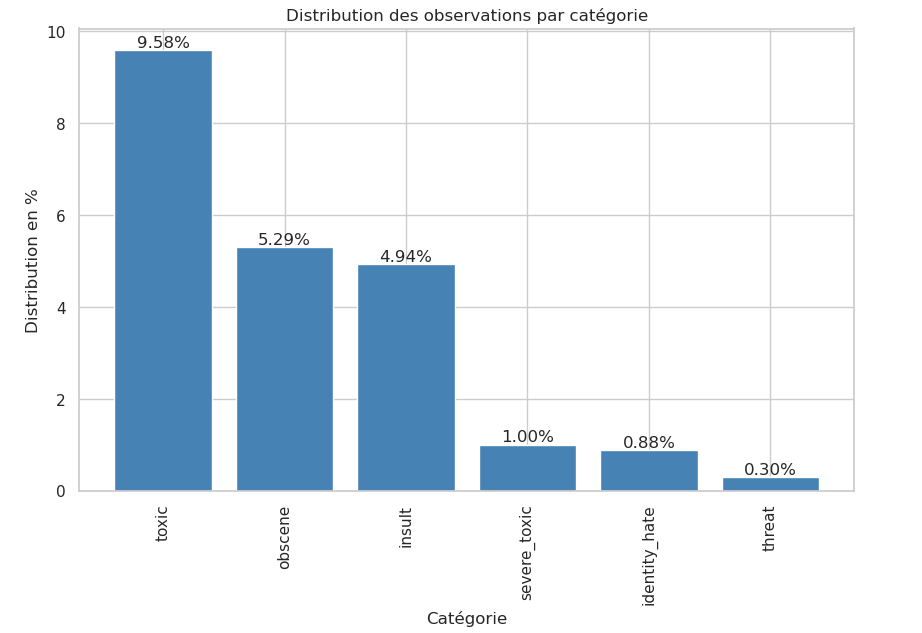 Distribution des observations par catégorie
Distribution en %
10
8
6
4
2
0
9.58%
5.29%
4.94%
1.00%
0.88%
0.30%
toxic
obscene
insult
severe_toxic
identity_hate
threat
Catégorie